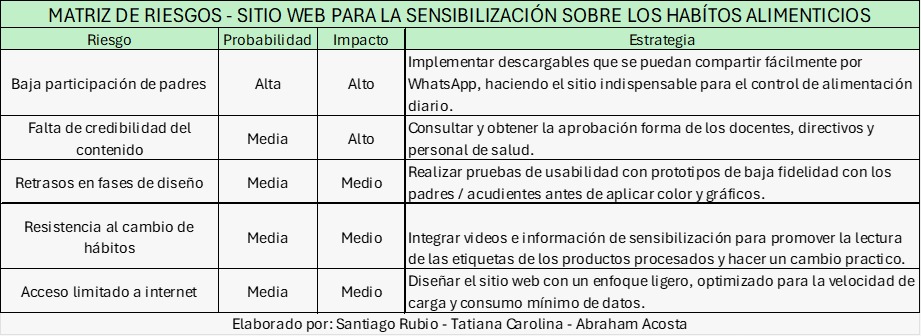 MATRIZ DE RIESGOS - SITIO WEB PARA LA SENSIBILIZACIÓN SOBRE LOS HABÍTOS ALIMENTICIOS
Riesgo Probabilidad Impacto Estrategia
Baja participación de padres Alta Alto
Implementar descargables que se puedan compartir fácilmente por
WhatsApp, haciendo el sitio indispensable para el control de alimentación
diario.
Falta de credibilidad del
contenido
Media Alto
Consultar y obtener la aprobación forma de los docentes, directivos y
personal de salud.
Retrasos en fases de diseño Media Medio
Realizar pruebas de usabilidad con prototipos de baja fidelidad con los
padres / acudientes antes de aplicar color y gráficos.
Resistencia al cambio de
hábitos
Media Medio
Integrar videos e información de sensibilización para promover la lectura
de las etiquetas de los productos procesados y hacer un cambio practico.
Acceso limitado a internet Media Medio
Diseñar el sitio web con un enfoque ligero, optimizado para la velocidad de
carga y consumo mínimo de datos.
Elaborado por: Santiago Rubio - Tatiana Carolina - Abraham Acosta